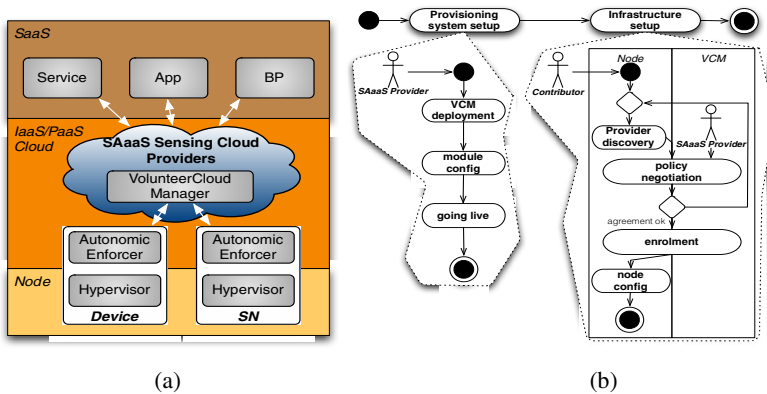 SaaS
Service
App
BP
IaaS/PaaS
Cloud
SAaaS Sensing Cloud
Providers
VolunteerCloud
Manager
Autonomic
Enforcer
Autonomic
Enforcer
Node
Hypervisor
Hypervisor
Device
SN
(a)
Provisioning
system setup
Infrastructure
setup
SAaaS Provider
VCM
deployment
module
config
going live
Node
VCM
Contributor
Provider
discovery
SAaaS Provider
policy
negotiation
agreement ok
enrolment
node
config
(b)